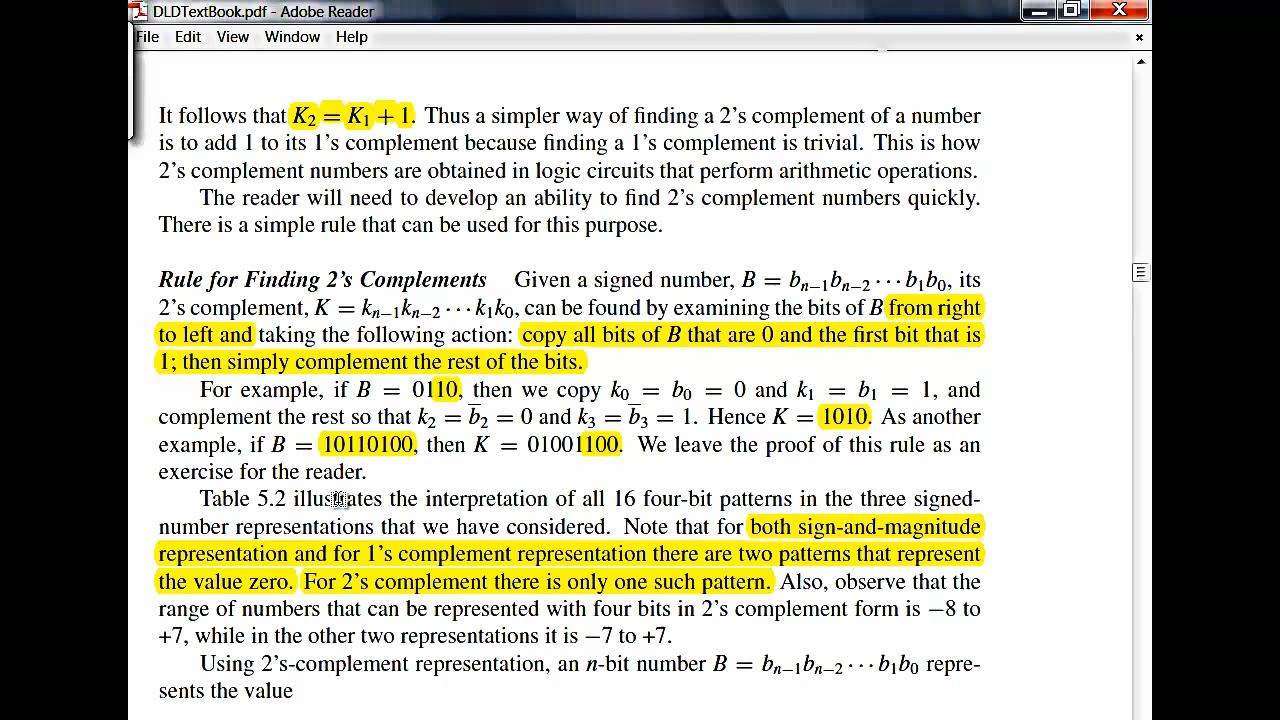 DLDTextBook.pdf - Adobe Reader
File Edit View Window Help
It follows that K₂ = K₁ + 1. Thus a simpler way of finding a 2's complement of a number
is to add 1 to its 1's complement because finding a 1's complement is trivial. This is how
2's complement numbers are obtained in logic circuits that perform arithmetic operations.
The reader will need to develop an ability to find 2's complement numbers quickly.
There is a simple rule that can be used for this purpose.
Rule for Finding 2's Complements Given a signed number, B = bₙ₋₁bₙ₋₂ ⋯ b₁b₀, its
2's complement, K = kₙ₋₁kₙ₋₂ ⋯ k₁k₀, can be found by examining the bits of B from right
to left and taking the following action: copy all bits of B that are 0 and the first bit that is
1; then simply complement the rest of the bits.
For example, if B = 0110, then we copy k₀ = b₀ = 0 and k₁ = b₁ = 1, and
complement the rest so that k₂ = b̅₂ = 0 and k₃ = b̅₃ = 1. Hence K = 1010. As another
example, if B = 10110100, then K = 01001100. We leave the proof of this rule as an
exercise for the reader.
Table 5.2 illustrates the interpretation of all 16 four-bit patterns in the three signed-
number representations that we have considered. Note that for both sign-and-magnitude
representation and for 1's complement representation there are two patterns that represent
the value zero. For 2's complement there is only one such pattern. Also, observe that the
range of numbers that can be represented with four bits in 2's complement form is −8 to
+7, while in the other two representations it is −7 to +7.
Using 2's-complement representation, an n-bit number B = bₙ₋₁bₙ₋₂ ⋯ b₁b₀ repre-
sents the value